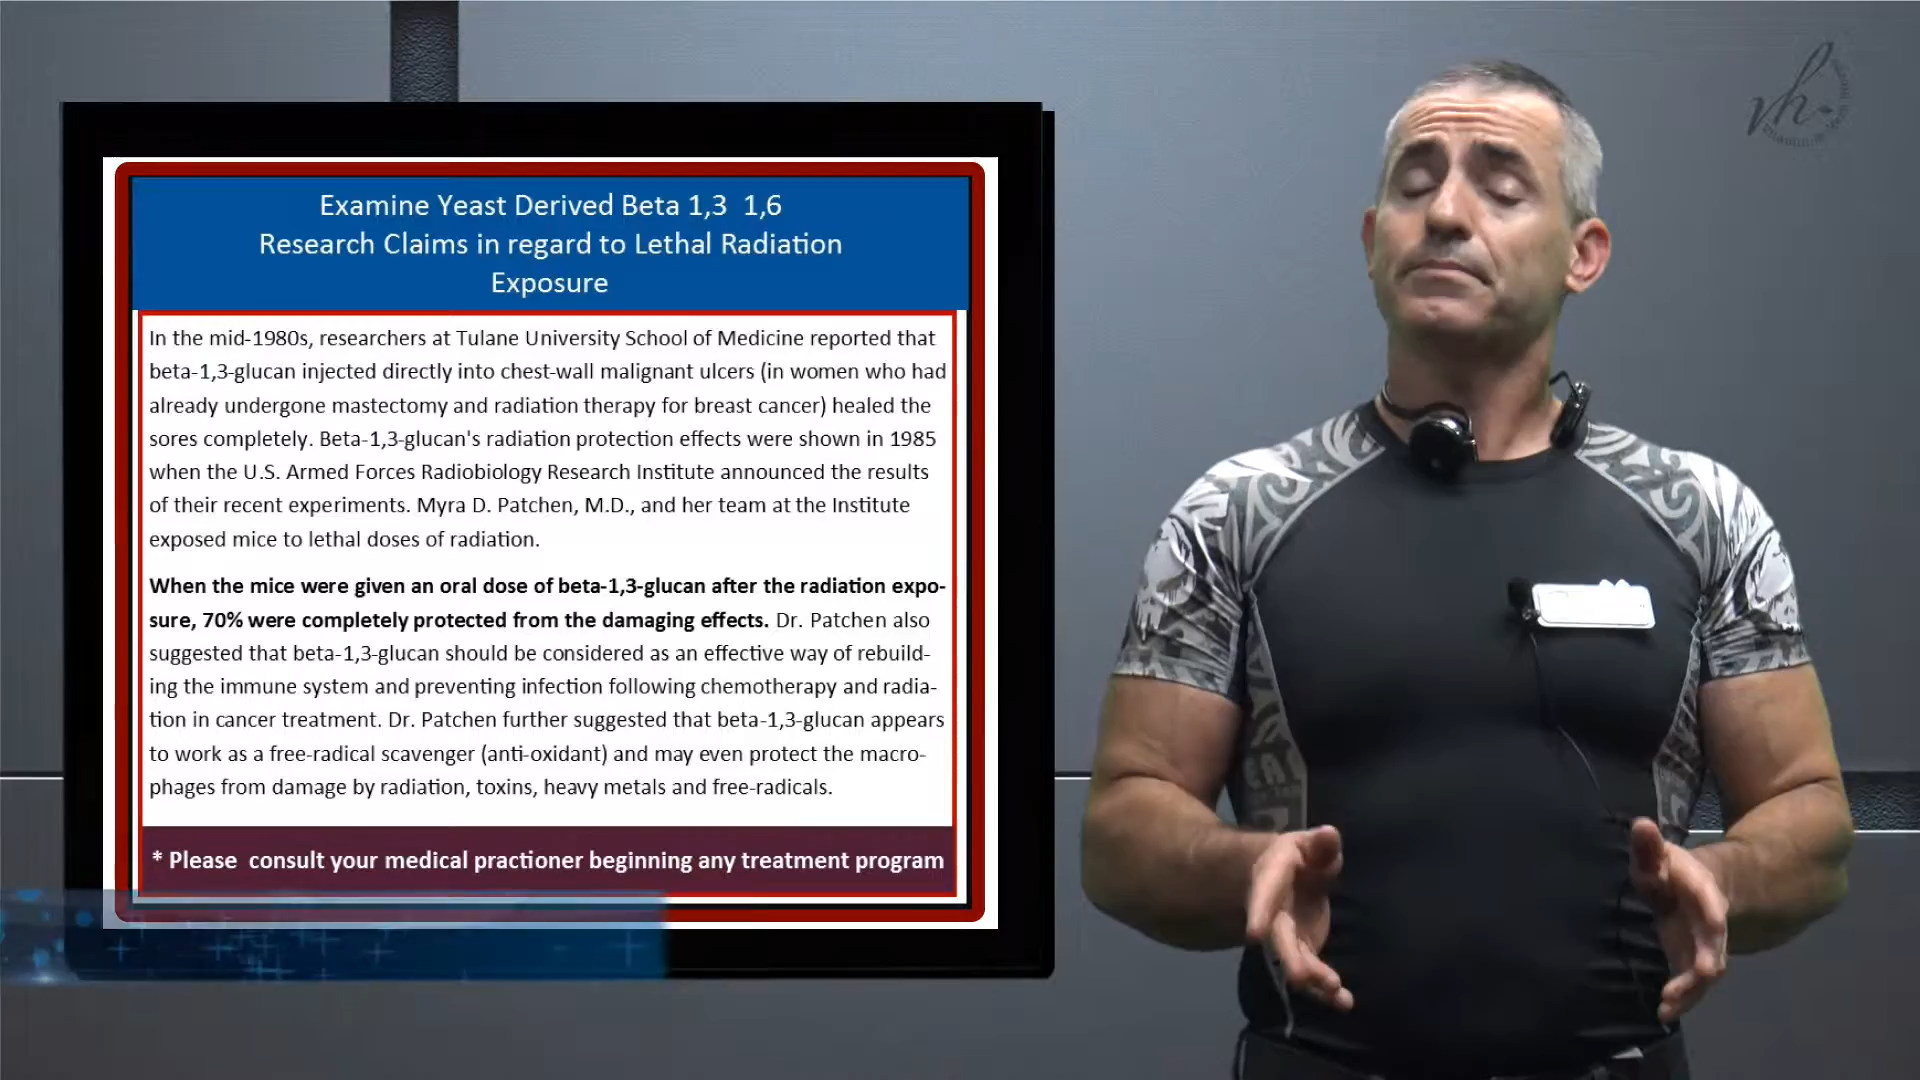 Examine Yeast Derived Beta 1,3  1,6
Research Claims in regard to Lethal Radiation
Exposure
In the mid-1980s, researchers at Tulane University School of Medicine reported that
beta-1,3-glucan injected directly into chest-wall malignant ulcers (in women who had
already undergone mastectomy and radiation therapy for breast cancer) healed the
sores completely. Beta-1,3-glucan's radiation protection effects were shown in 1985
when the U.S. Armed Forces Radiobiology Research Institute announced the results
of their recent experiments. Myra D. Patchen, M.D., and her team at the Institute
exposed mice to lethal doses of radiation.
When the mice were given an oral dose of beta-1,3-glucan after the radiation expo-
sure, 70% were completely protected from the damaging effects. Dr. Patchen also
suggested that beta-1,3-glucan should be considered as an effective way of rebuild-
ing the immune system and preventing infection following chemotherapy and radia-
tion in cancer treatment. Dr. Patchen further suggested that beta-1,3-glucan appears
to work as a free-radical scavenger (anti-oxidant) and may even protect the macro-
phages from damage by radiation, toxins, heavy metals and free-radicals.
* Please  consult your medical practioner beginning any treatment program
vh